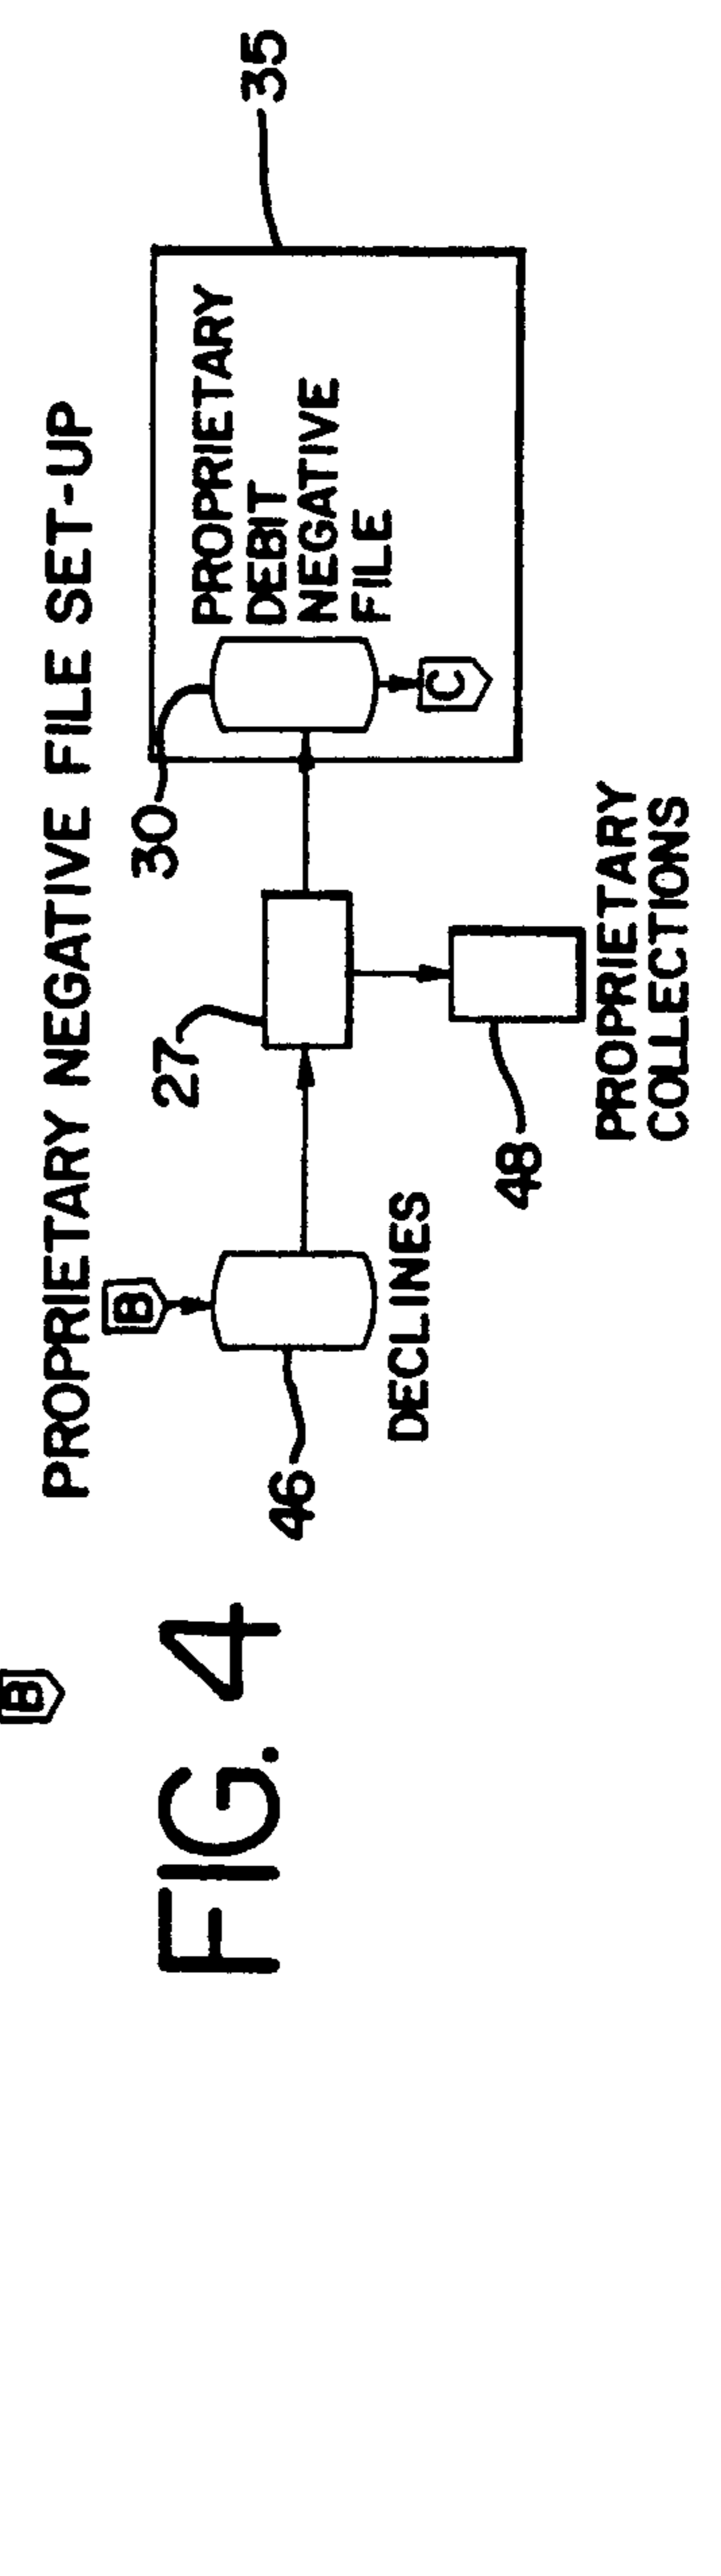 B
FIG. 4
PROPRIETARY NEGATIVE FILE SET-UP
B
46
DECLINES
27
48
PROPRIETARY
COLLECTIONS
30
PROPRIETARY
DEBIT
NEGATIVE
FILE
C
35